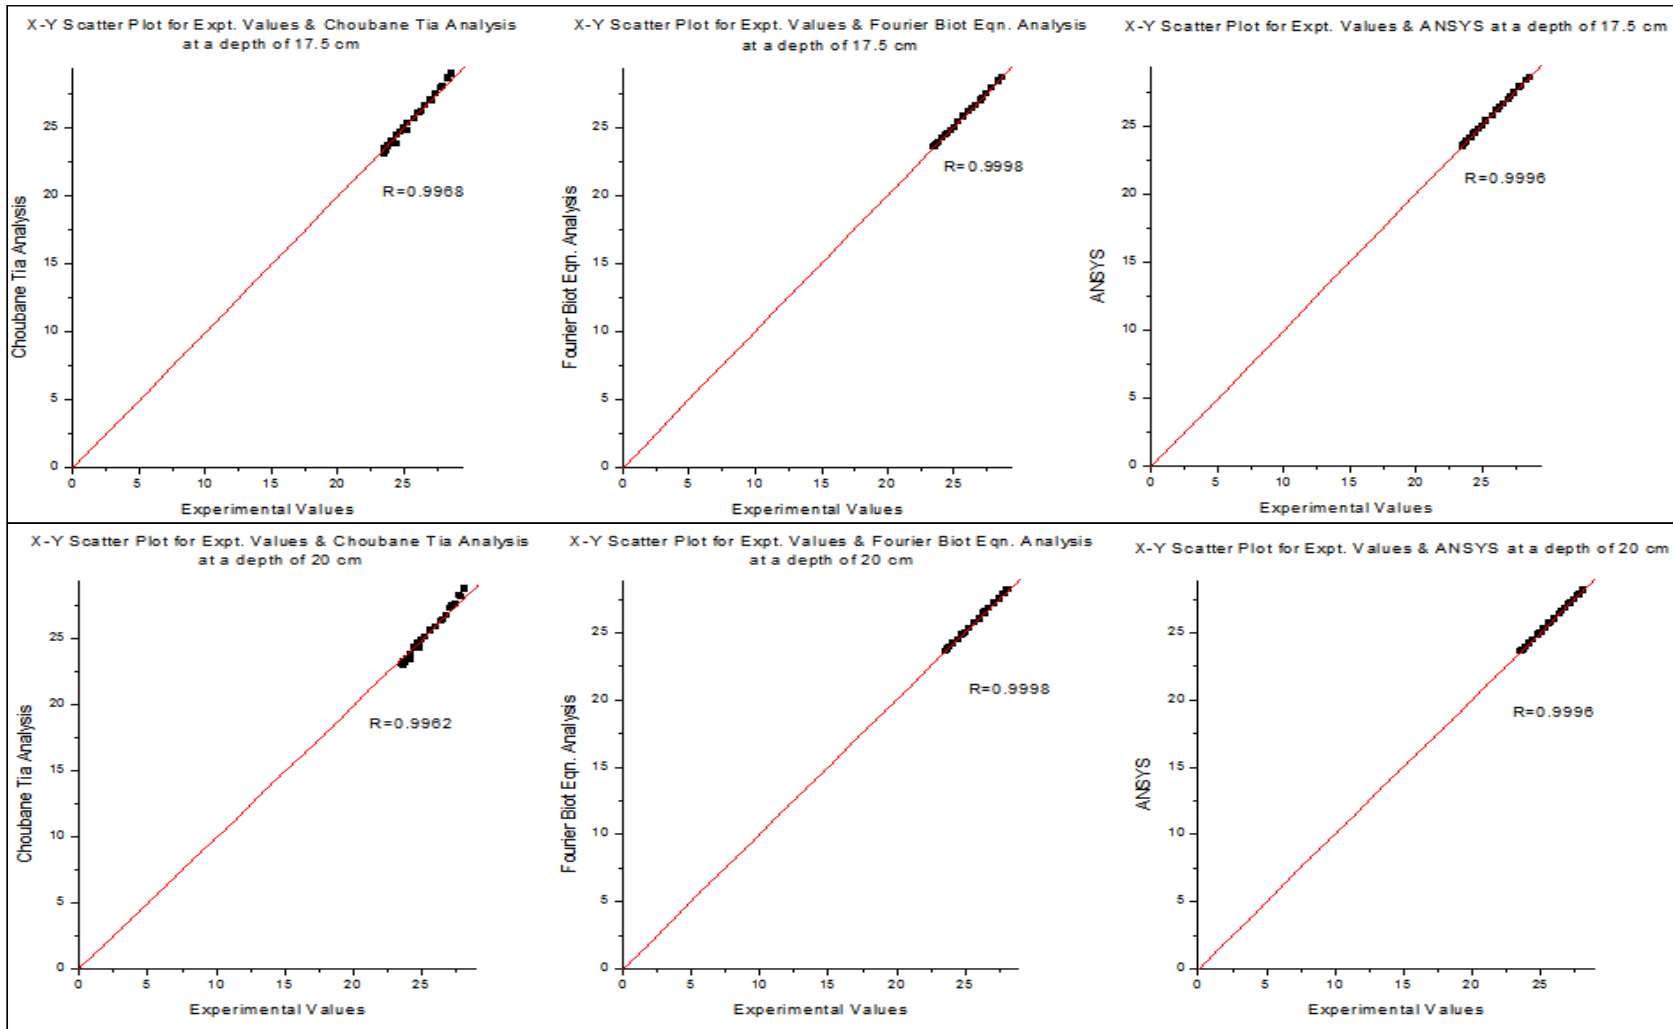 X-Y Scatter Plot for Expt. Values & Choubane Tia Analysis
at a depth of 17.5 cm
25
20
15
10
5
0
0 5 10 15 20 25
R=0.9968
Choubane Tia Analysis
Experimental Values
X-Y Scatter Plot for Expt. Values & Fourier Biot Eqn. Analysis
at a depth of 17.5 cm
25
20
15
10
5
0
0 5 10 15 20 25
R=0.9998
Fourier Biot Eqn. Analysis
Experimental Values
X-Y Scatter Plot for Expt. Values & ANSYS at a depth of 17.5 cm
25
20
15
10
5
0
0 5 10 15 20 25
R=0.9996
ANSYS
Experimental Values
X-Y Scatter Plot for Expt. Values & Choubane Tia Analysis
at a depth of 20 cm
25
20
15
10
5
0
0 5 10 15 20 25
R=0.9962
Choubane Tia Analysis
Experimental Values
X-Y Scatter Plot for Expt. Values & Fourier Biot Eqn. Analysis
at a depth of 20 cm
25
20
15
10
5
0
0 5 10 15 20 25
R=0.9998
Fourier Biot Eqn. Analysis
Experimental Values
X-Y Scatter Plot for Expt. Values & ANSYS at a depth of 20 cm
25
20
15
10
5
0
0 5 10 15 20 25
R=0.9996
ANSYS
Experimental Values